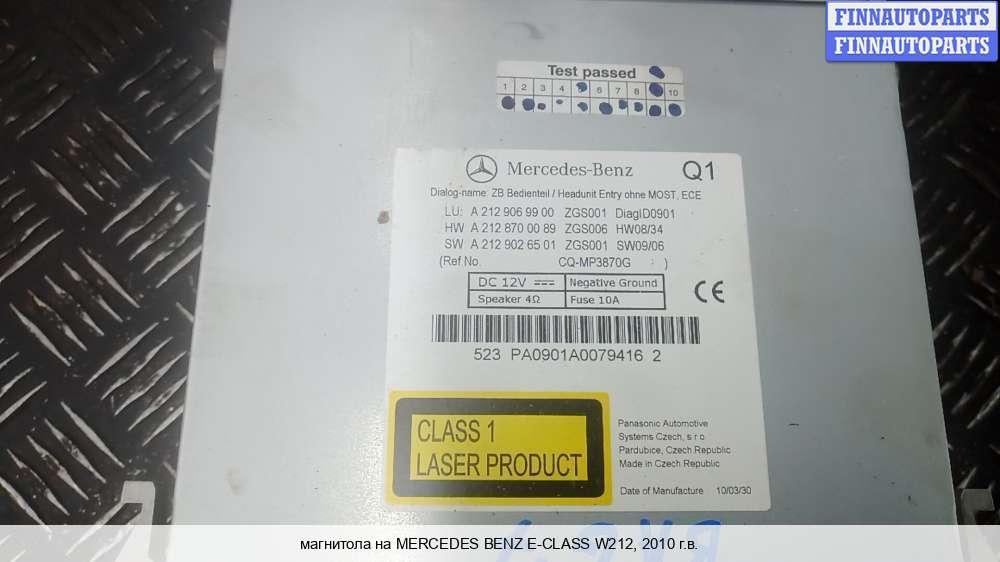 FINNAUTOPARTS
FINNAUTOPARTS
Test passed
1 2 3 4 6 7 8 10
Mercedes-Benz Q1
Dialog-name: ZB Bedienteil / Headunit Entry ohne MOST, ECE
LU: A 212 906 99 00 ZGS001 DiagID0901
HW A 212 870 00 89 ZGS006 HW08/34
SW A 212 902 65 01 ZGS001 SW09/06
(Ref No. CQ-MP3870G )
DC 12V Negative Ground
Speaker 4Ω Fuse 10A
CE
523 PA0901A0079416 2
CLASS 1
LASER PRODUCT
Panasonic Automotive
Systems Czech, s r o
Pardubice, Czech Republic
Made in Czech Republic
Date of Manufacture 10/03/30
магнитола на MERCEDES BENZ E-CLASS W212, 2010 г.в.